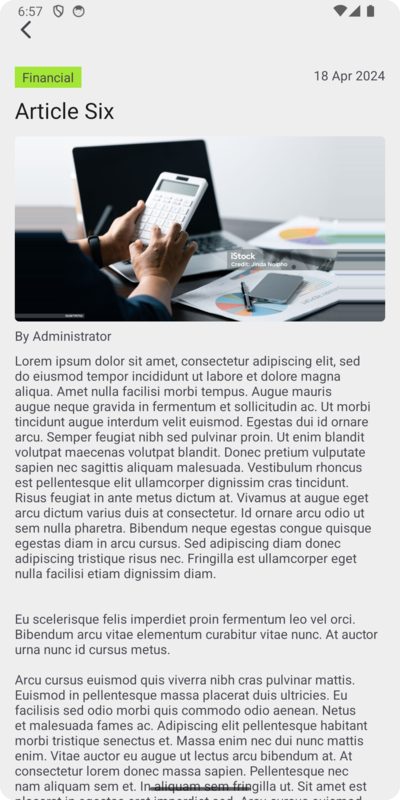 6:57
Financial
18 Apr 2024
Article Six
iStock
Credit: Jinda Noipho
By Administrator
Lorem ipsum dolor sit amet, consectetur adipiscing elit, sed
do eiusmod tempor incididunt ut labore et dolore magna
aliqua. Amet nulla facilisi morbi tempus. Augue mauris
augue neque gravida in fermentum et sollicitudin ac. Ut morbi
tincidunt augue interdum velit euismod. Egestas dui id ornare
arcu. Semper feugiat nibh sed pulvinar proin. Ut enim blandit
volutpat maecenas volutpat blandit. Donec pretium vulputate
sapien nec sagittis aliquam malesuada. Vestibulum rhoncus
est pellentesque elit ullamcorper dignissim cras tincidunt.
Risus feugiat in ante metus dictum at. Vivamus at augue eget
arcu dictum varius duis at consectetur. Id ornare arcu odio ut
sem nulla pharetra. Bibendum neque egestas congue quisque
egestas diam in arcu cursus. Sed adipiscing diam donec
adipiscing tristique risus nec. Fringilla est ullamcorper eget
nulla facilisi etiam dignissim diam.
Eu scelerisque felis imperdiet proin fermentum leo vel orci.
Bibendum arcu vitae elementum curabitur vitae nunc. At auctor
urna nunc id cursus metus.
Arcu cursus euismod quis viverra nibh cras pulvinar mattis.
Euismod in pellentesque massa placerat duis ultricies. Eu
facilisis sed odio morbi quis commodo odio aenean. Netus
et malesuada fames ac. Adipiscing elit pellentesque habitant
morbi tristique senectus et. Massa enim nec dui nunc mattis
enim. Vitae auctor eu augue ut lectus arcu bibendum at. At
consectetur lorem donec massa sapien. Pellentesque nec
nam aliquam sem et. In aliquam sem fringilla ut. Sit amet est